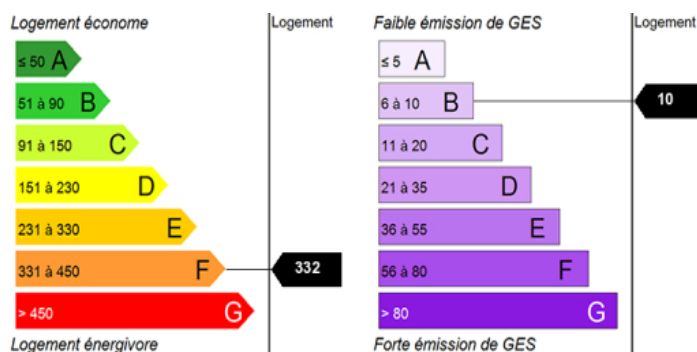 Logement économe
Logement
≤ 50 A
51 à 90 B
91 à 150 C
151 à 230 D
231 à 330 E
331 à 450 F
332
> 450 G
Logement énergivore
Faible émission de GES
Logement
≤ 5 A
6 à 10 B
10
11 à 20 C
21 à 35 D
36 à 55 E
56 à 80 F
> 80 G
Forte émission de GES